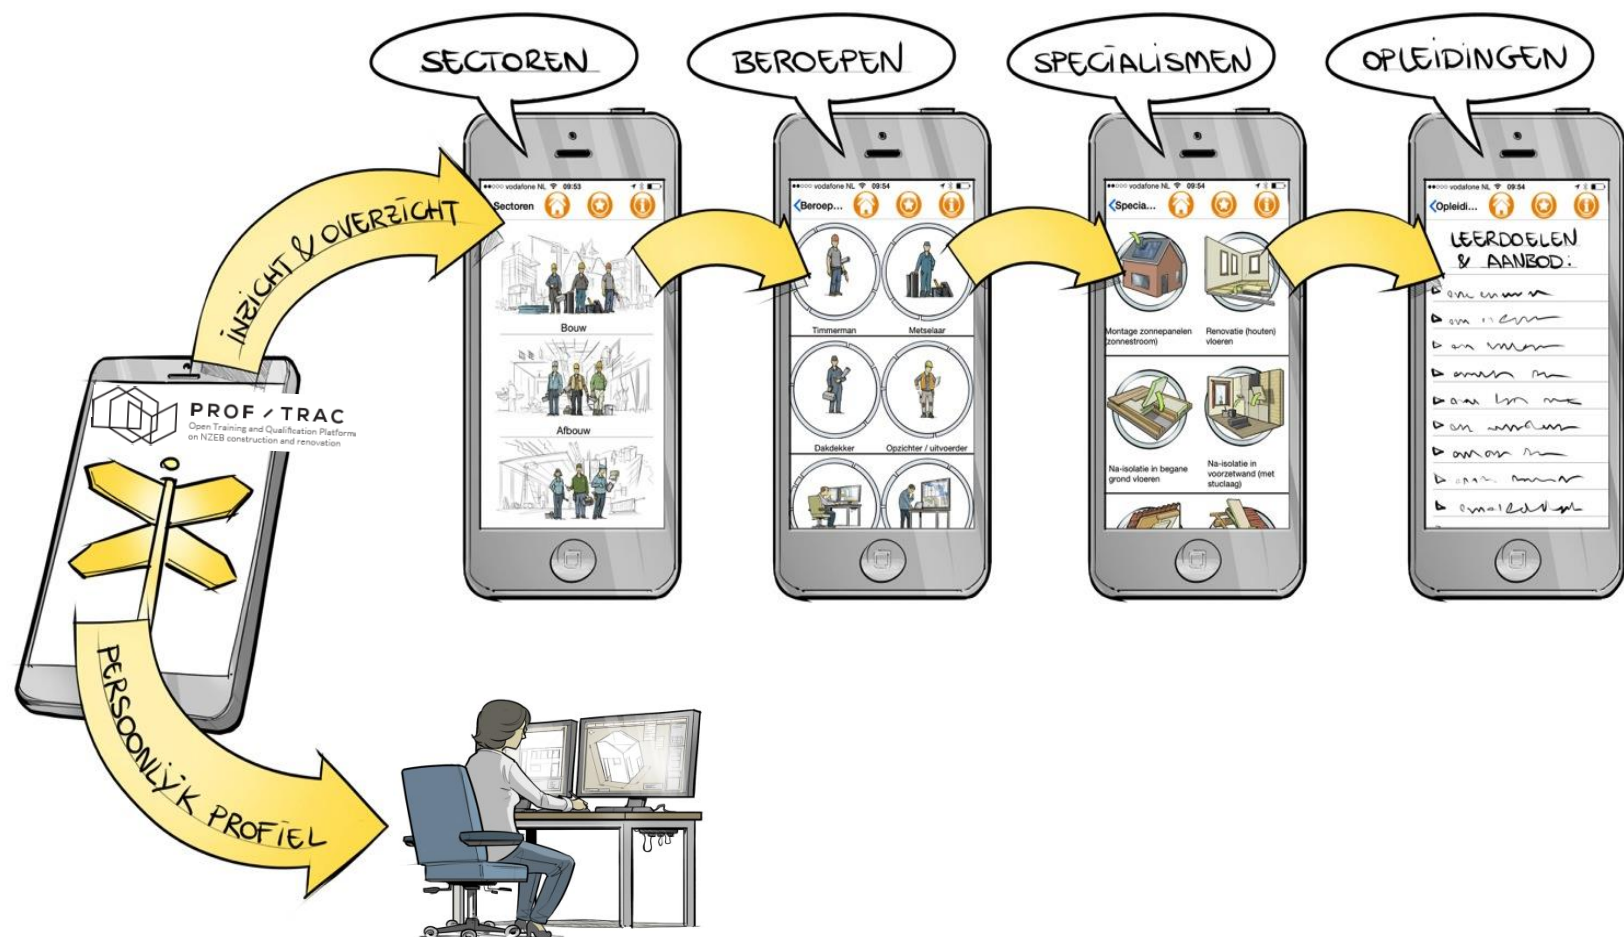 SECTOREN
BEROEPEN
SPECIALISMEN
OPLEIDINGEN
INZICHT & OVERZICHT
PROF / TRAC
Open Training and Qualification Platform
on NZEB construction and renovation
PERSOONLIJK PROFIEL
vodafone NL 09:53
Sectoren
Bouw
Afbouw
vodafone NL 09:54
Beroep...
Timmerman
Metselaar
Dakdekker
Opzichter / uitvoerder
vodafone NL 09:54
Specia...
Montage zonnepanelen
(zonnestroom)
Renovatie (houten)
vloeren
Na-isolatie in begane
grond vloeren
Na-isolatie in
voorzetwand (met
stuclaag)
vodafone NL 09:54
Opleidi...
LEERDOELEN
& AANBOD: